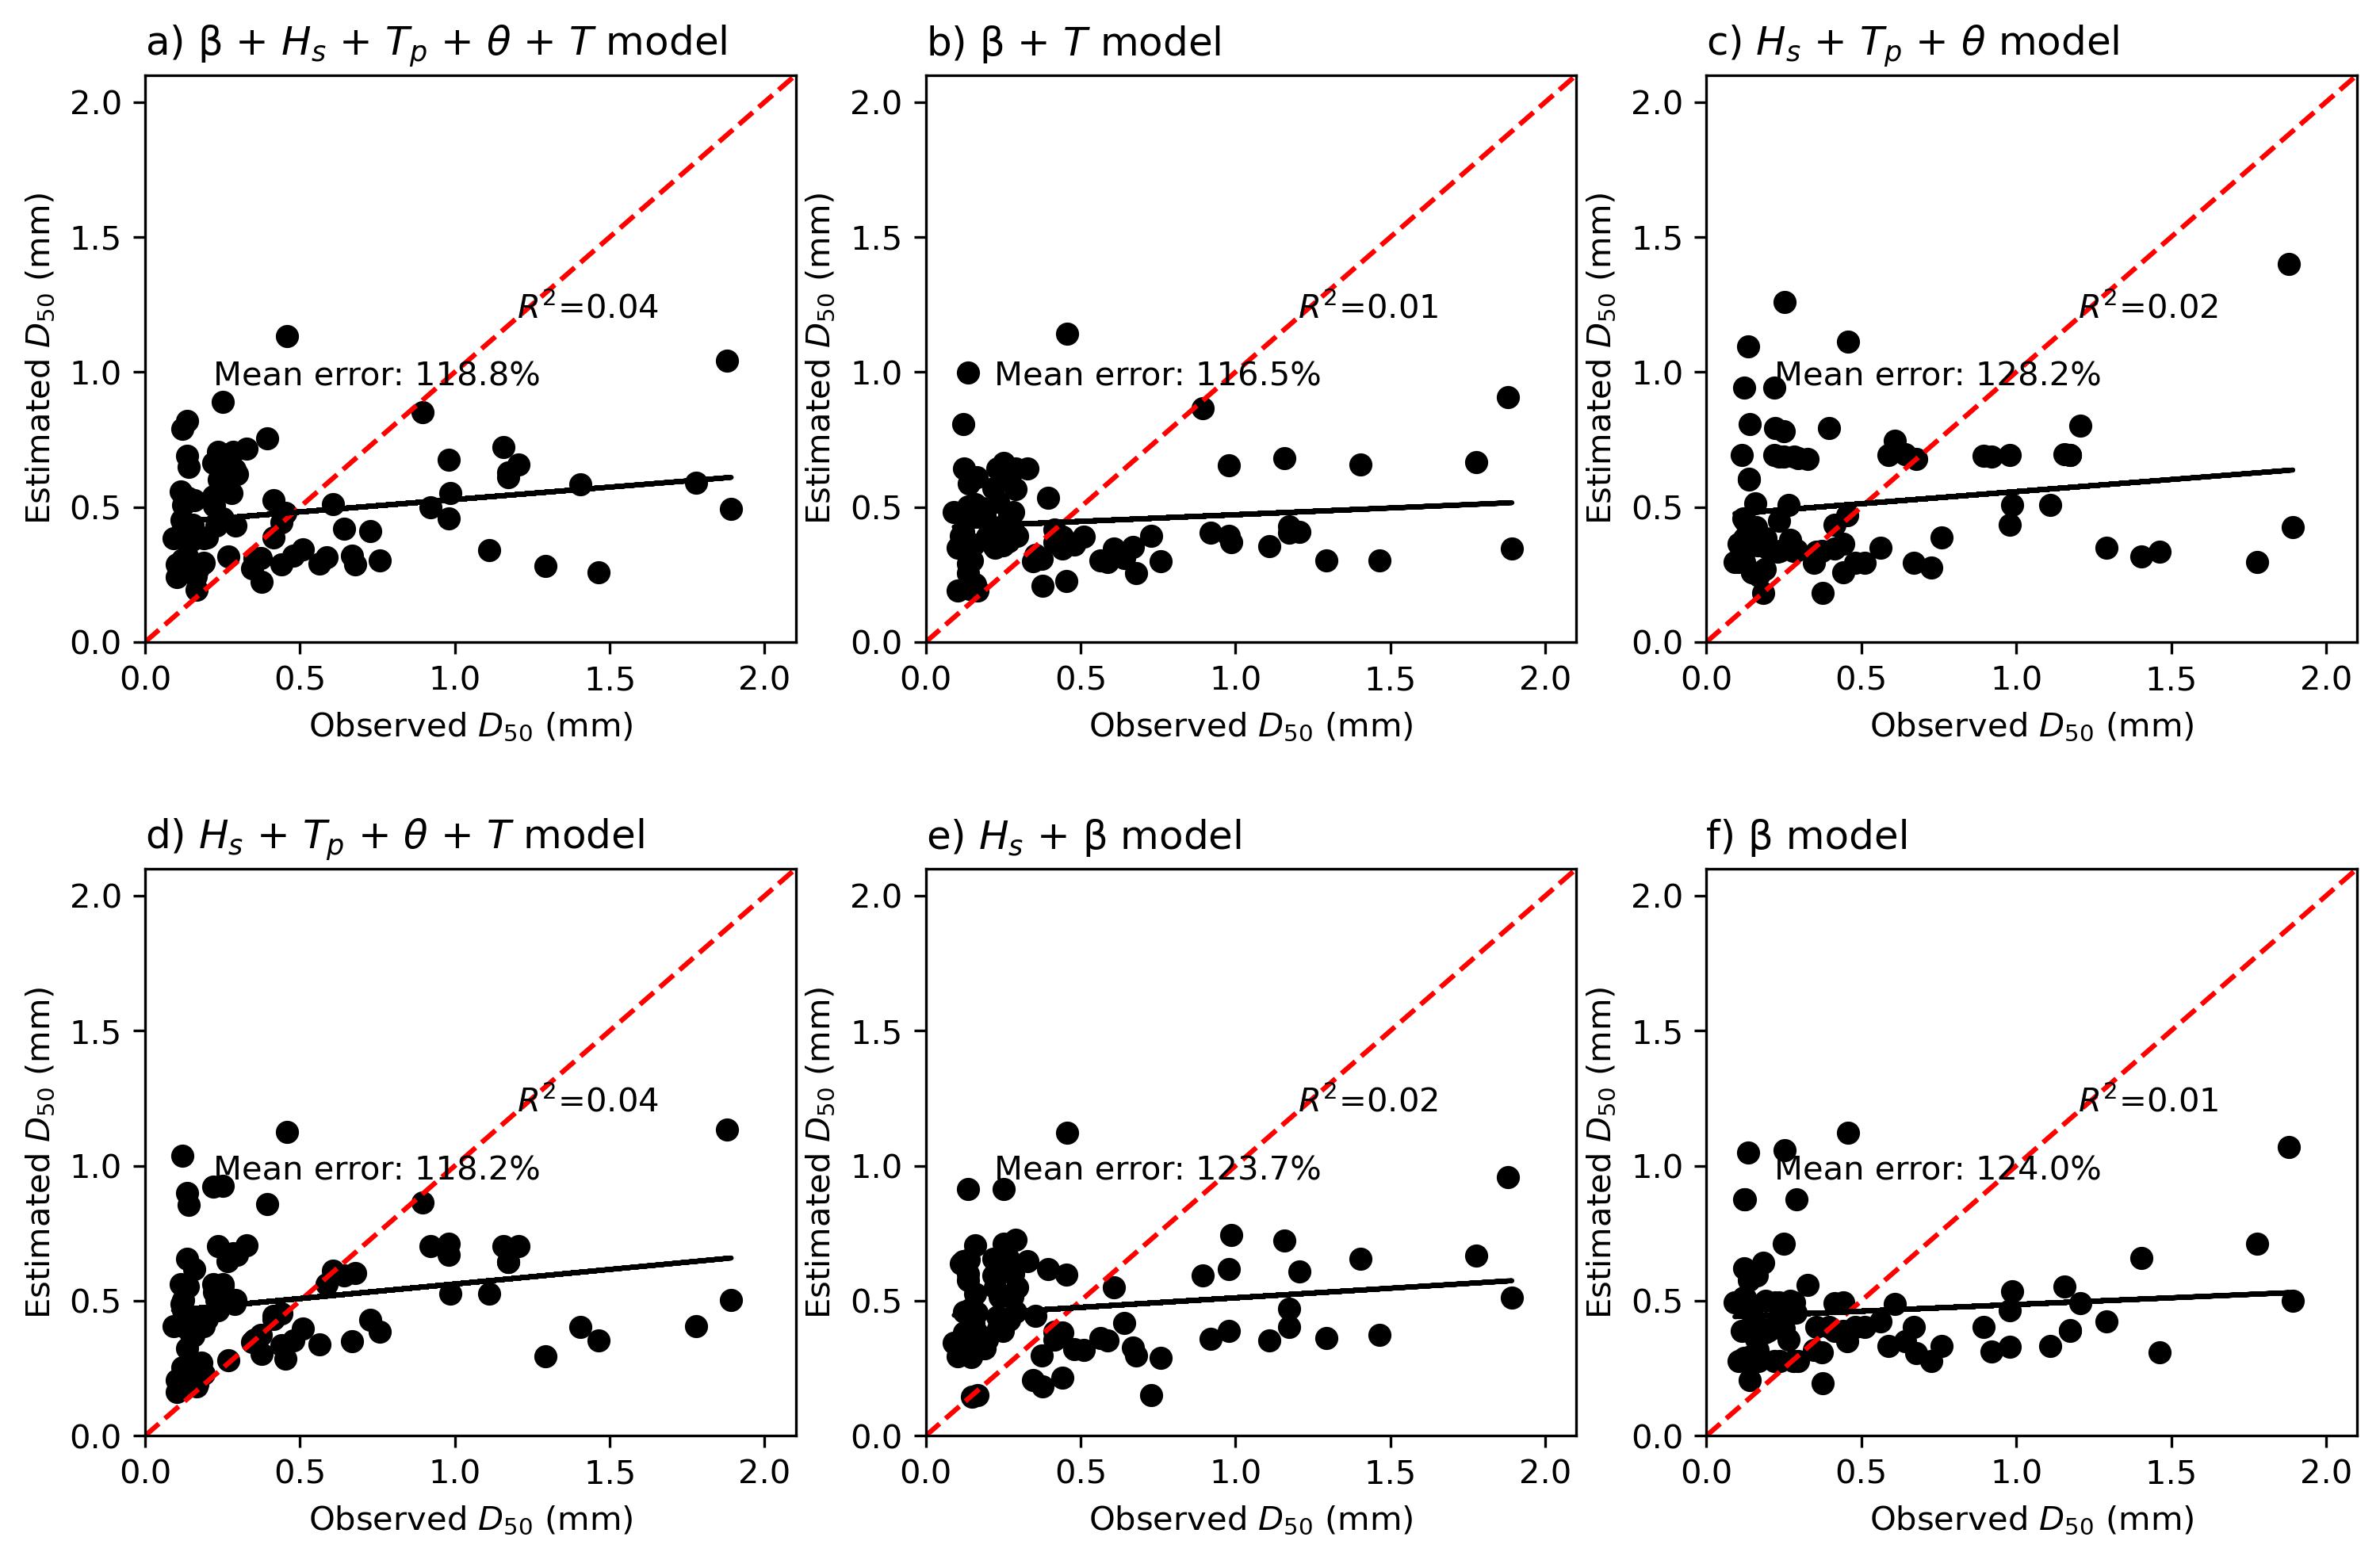 a) β + Hₛ + Tₚ + θ + T model
2.0
1.5
1.0
0.5
0.0
Estimated D₅₀ (mm)
R²=0.04
Mean error: 118.8%
0.0 0.5 1.0 1.5 2.0
Observed D₅₀ (mm)
b) β + T model
2.0
1.5
1.0
0.5
0.0
Estimated D₅₀ (mm)
R²=0.01
Mean error: 116.5%
0.0 0.5 1.0 1.5 2.0
Observed D₅₀ (mm)
c) Hₛ + Tₚ + θ model
2.0
1.5
1.0
0.5
0.0
Estimated D₅₀ (mm)
R²=0.02
Mean error: 128.2%
0.0 0.5 1.0 1.5 2.0
Observed D₅₀ (mm)
d) Hₛ + Tₚ + θ + T model
2.0
1.5
1.0
0.5
0.0
Estimated D₅₀ (mm)
R²=0.04
Mean error: 118.2%
0.0 0.5 1.0 1.5 2.0
Observed D₅₀ (mm)
e) Hₛ + β model
2.0
1.5
1.0
0.5
0.0
Estimated D₅₀ (mm)
R²=0.02
Mean error: 123.7%
0.0 0.5 1.0 1.5 2.0
Observed D₅₀ (mm)
f) β model
2.0
1.5
1.0
0.5
0.0
Estimated D₅₀ (mm)
R²=0.01
Mean error: 124.0%
0.0 0.5 1.0 1.5 2.0
Observed D₅₀ (mm)